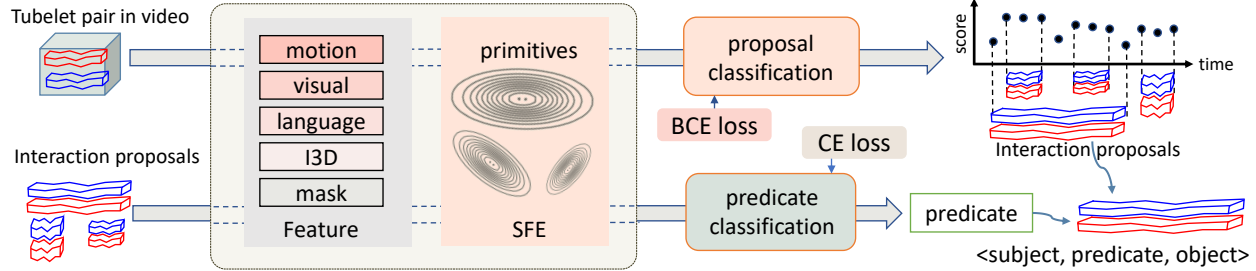 Tubelet pair in video
motion
visual
language
I3D
mask
Feature
primitives
SFE
proposal
classification
BCE loss
score
time
Interaction proposals
Interaction proposals
CE loss
predicate
classification
predicate
<subject, predicate, object>